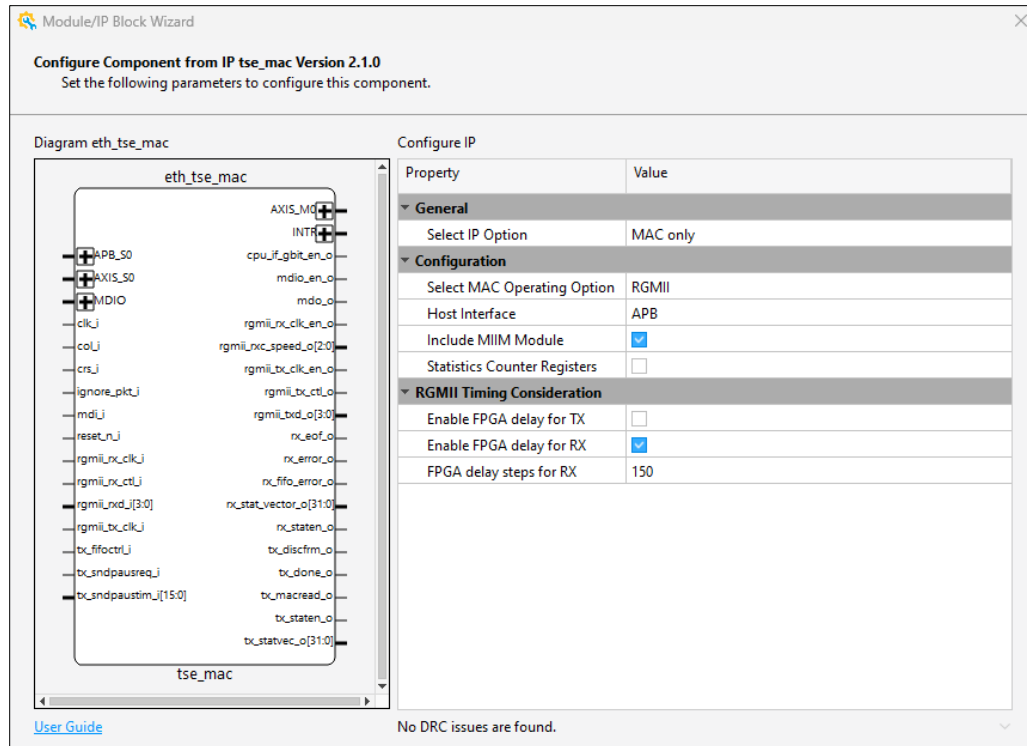 Module/IP Block Wizard
Configure Component from IP tse_mac Version 2.1.0
Set the following parameters to configure this component.
Diagram eth_tse_mac
eth_tse_mac
AXIS_M0
INTR
APB_S0
cpu_if_gbit_en_o
AXIS_S0
mdio_en_o
MDIO
mdo_o
clk_i
rgmii_rx_clk_en_o
col_i
rgmii_rxc_speed_o[2:0]
crs_i
rgmii_tx_clk_en_o
ignore_pkt_i
rgmii_tx_ctl_o
mdi_i
rgmii_txd_o[3:0]
reset_n_i
rx_eof_o
rgmii_rx_clk_i
rx_error_o
rgmii_rx_ctl_i
rx_fifo_error_o
rgmii_rxd_i[3:0]
rx_stat_vector_o[31:0]
rgmii_tx_clk_i
rx_staten_o
tx_fifoctrl_i
tx_discfrm_o
tx_sndpausreq_i
tx_done_o
tx_sndpaustim_i[15:0]
tx_macread_o
tx_staten_o
tx_statvec_o[31:0]
tse_mac
User Guide
Configure IP
Property Value
General
Select IP Option MAC only
Configuration
Select MAC Operating Option RGMII
Host Interface APB
Include MIIM Module
Statistics Counter Registers
RGMII Timing Consideration
Enable FPGA delay for TX
Enable FPGA delay for RX
FPGA delay steps for RX 150
No DRC issues are found.